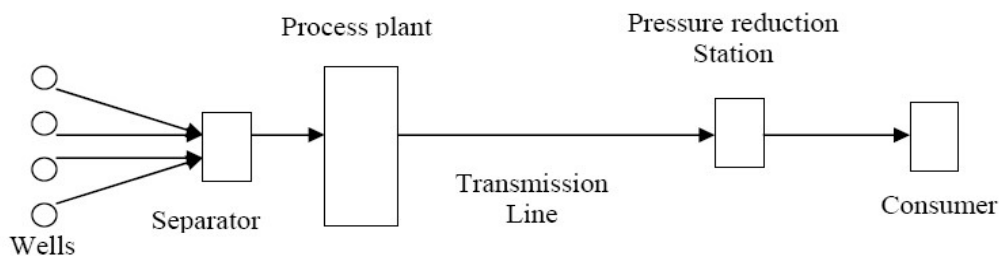 Process plant
Pressure reduction
Station
Transmission
Line
Separator
Consumer
Wells